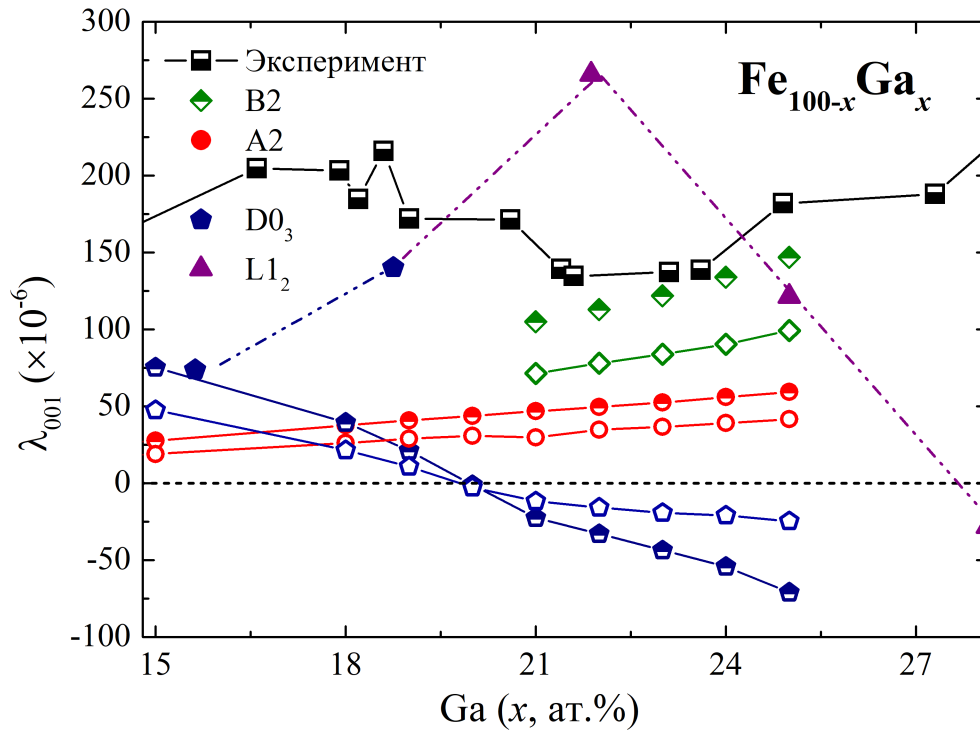 300
250
200
150
100
50
0
-50
-100
λ₀₀₁ (×10⁻⁶)
Эксперимент
B2
A2
D0₃
L1₂
Fe₁₀₀₋ₓGaₓ
15 18 21 24 27
Ga (x, ат.%)